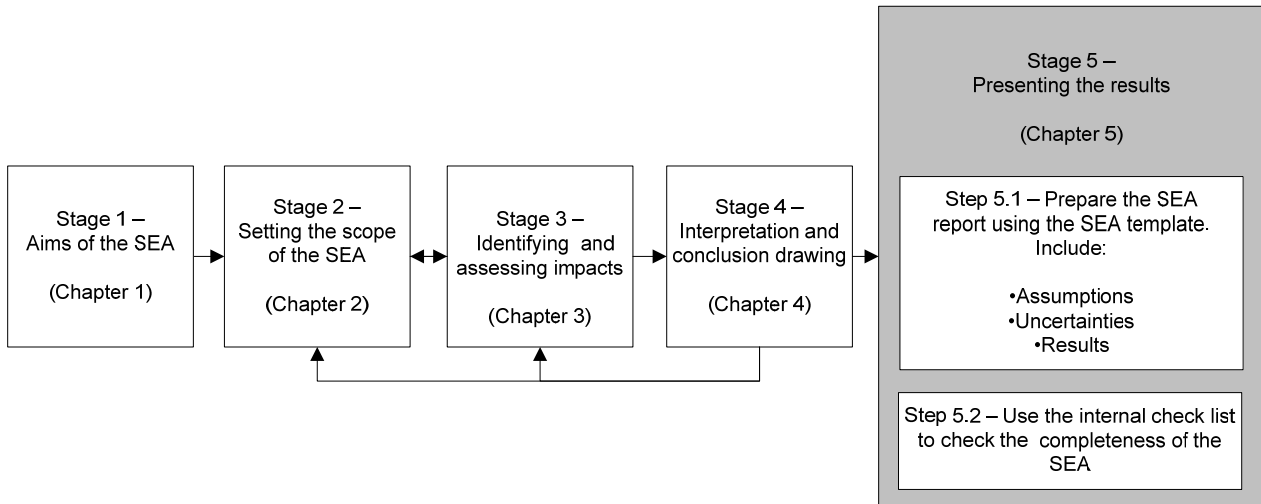 Stage 1 –
Aims of the SEA
(Chapter 1)
Stage 2 –
Setting the scope
of the SEA
(Chapter 2)
Stage 3 –
Identifying and
assessing impacts
(Chapter 3)
Stage 4 –
Interpretation and
conclusion drawing
(Chapter 4)
Stage 5 –
Presenting the results
(Chapter 5)
Step 5.1 – Prepare the SEA
report using the SEA template.
Include:
•Assumptions
•Uncertainties
•Results
Step 5.2 – Use the internal check list
to check the completeness of the
SEA